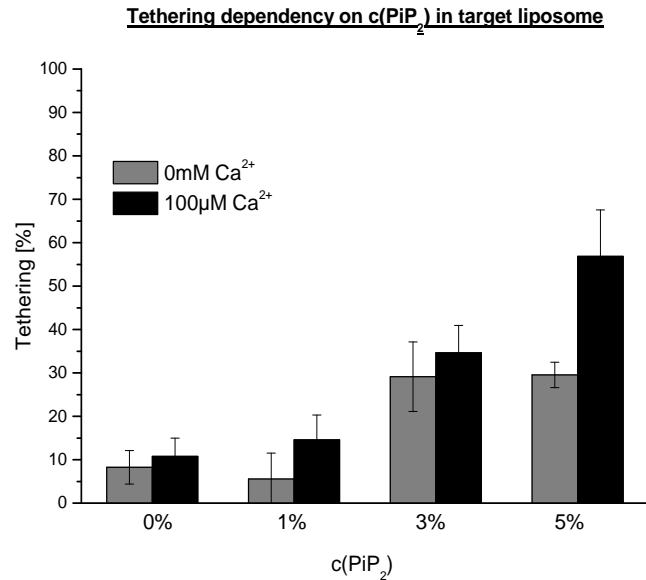 Tethering dependency on c(PiP₂) in target liposome
100
90
80
70
60
50
40
30
20
10
0
Tethering [%]
0mM Ca²⁺
100µM Ca²⁺
0% 1% 3% 5%
c(PiP₂)